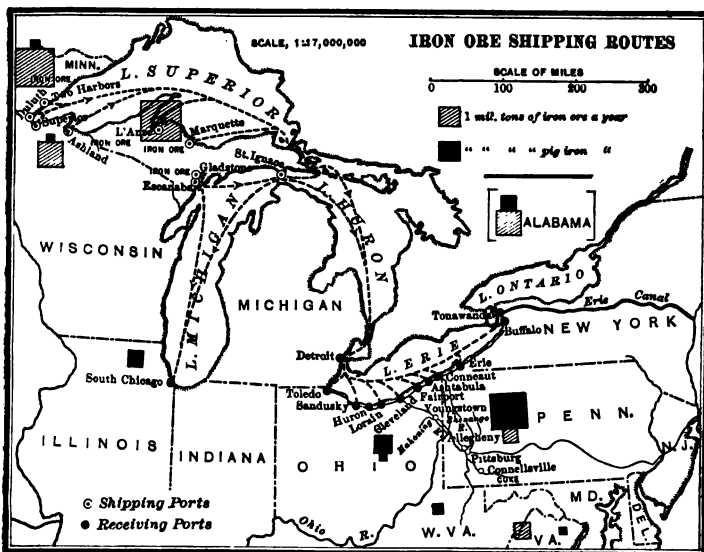 SCALE, 1:17,000,000
IRON ORE SHIPPING ROUTES
SCALE OF MILES
0 100 200 300
1 mil. tons of iron ore a year
" " " " pig iron "
ALABAMA
MINN.
IRON ORE
Two Harbors
Duluth
Superior
Ashland
L. SUPERIOR
L'Anse
Marquette
IRON ORE
IRON ORE
IRON ORE
Gladstone
Escanaba
St. Ignace
L. HURON
L. MICHIGAN
WISCONSIN
MICHIGAN
L. ONTARIO
Erie Canal
Tonawanda
Buffalo
NEW YORK
Detroit
L. ERIE
Erie
South Chicago
Toledo
Sandusky
Huron
Lorain
Cleveland
Conneaut
Ashtabula
Fairport
Youngstown
Shenango R.
Mahoning R.
Allegheny
Pittsburg
Connellsville
COKE
PENN.
N.J.
ILLINOIS
INDIANA
OHIO
MD.
DEL.
W. VA.
VA.
Ohio R.
Shipping Ports
Receiving Ports